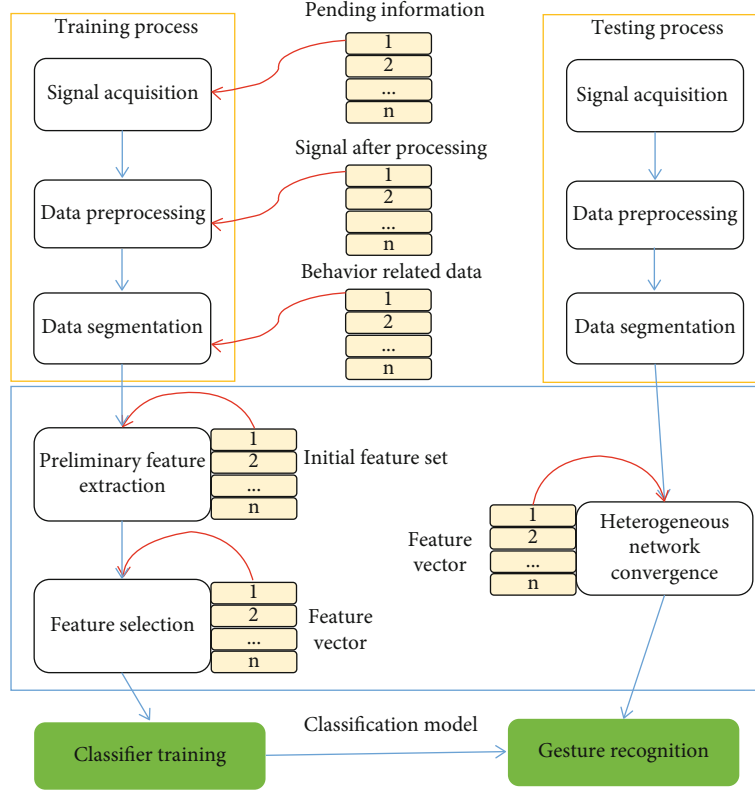 Training process
Pending information
Testing process
Signal acquisition
1
2
...
n
Signal acquisition
Signal after processing
Data preprocessing
1
2
...
n
Data preprocessing
Behavior related data
Data segmentation
1
2
...
n
Data segmentation
Preliminary feature
extraction
1
2
...
n
Initial feature set
Feature
vector
1
2
...
n
Heterogeneous
network
convergence
Feature selection
1
2
...
n
Feature
vector
Classifier training
Classification model
Gesture recognition